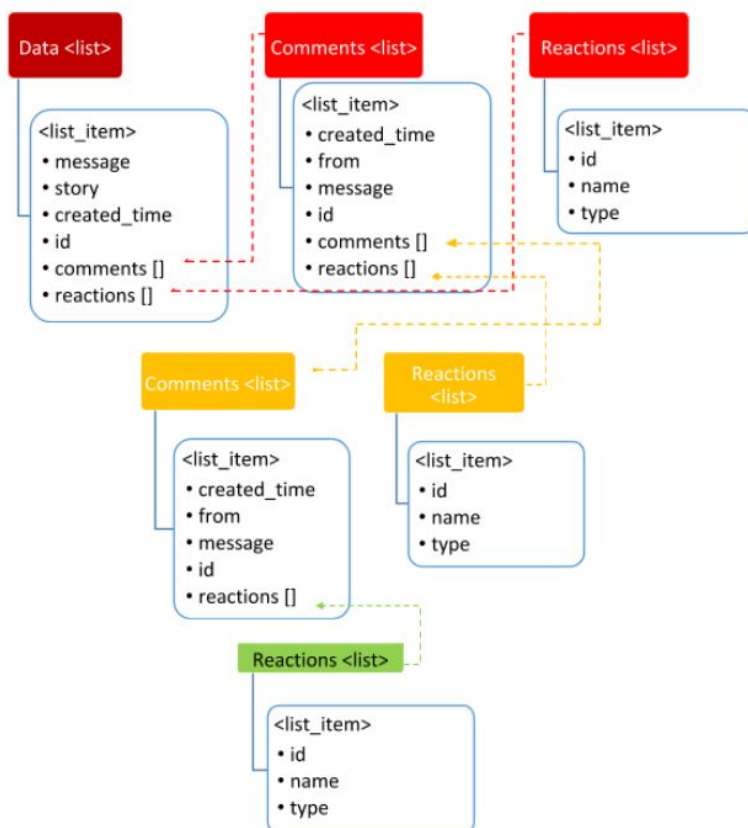 Data <list>
<list_item>
• message
• story
• created_time
• id
• comments []
• reactions []
Comments <list>
<list_item>
• created_time
• from
• message
• id
• comments []
• reactions []
Reactions <list>
<list_item>
• id
• name
• type
Comments <list>
<list_item>
• created_time
• from
• message
• id
• reactions []
Reactions
<list>
<list_item>
• id
• name
• type
Reactions <list>
<list_item>
• id
• name
• type